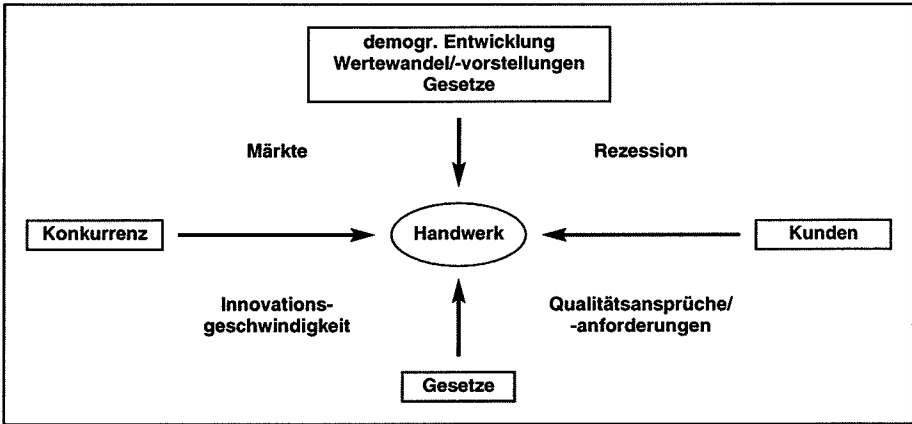 demogr. Entwicklung
Wertewandel/-vorstellungen
Gesetze
Märkte
Rezession
Konkurrenz
Handwerk
Kunden
Innovations-
geschwindigkeit
Qualitätsansprüche/
-anforderungen
Gesetze